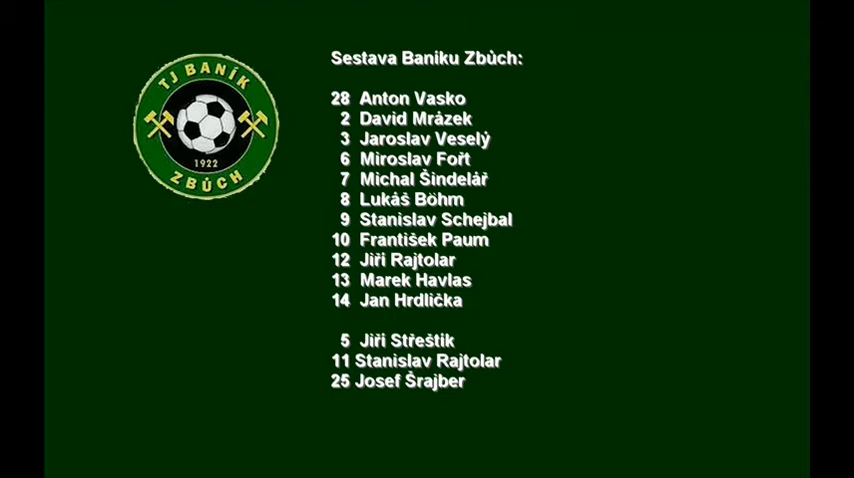 TJ BANÍK
1922
ZBŮCH
Sestava Baníku Zbůch:
28 Anton Vasko
2 David Mrázek
3 Jaroslav Veselý
6 Miroslav Fořt
7 Michal Šindelář
8 Lukáš Böhm
9 Stanislav Schejbal
10 František Paum
12 Jiří Rajtolar
13 Marek Havlas
14 Jan Hrdlička
5 Jiří Střeštik
11 Stanislav Rajtolar
25 Josef Šrajber